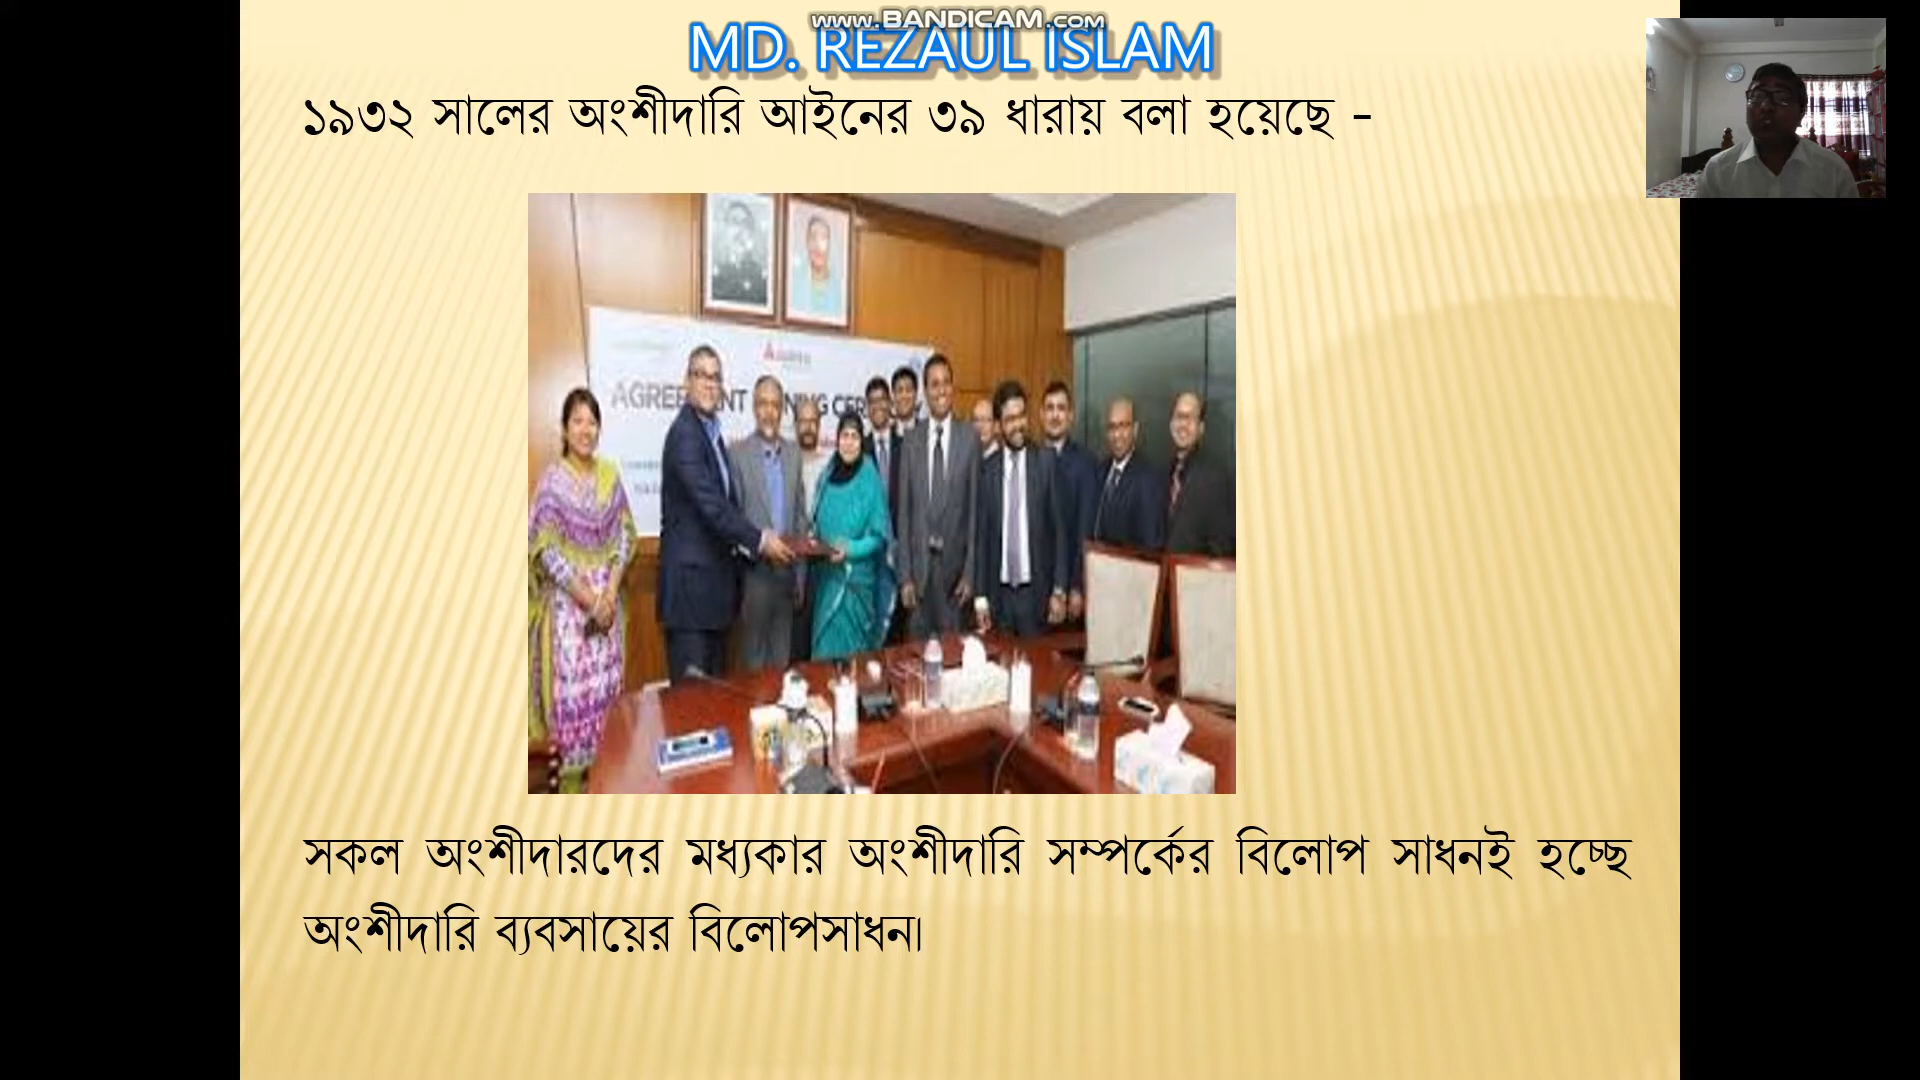 www.BANDICAM.com
MD. REZAUL ISLAM
১৯৩২ সালের অংশীদারি আইনের ৩৯ ধারায় বলা হয়েছে –
সকল অংশীদারদের মধ্যকার অংশীদারি সম্পর্কের বিলোপ সাধনই হচ্ছে
অংশীদারি ব্যবসায়ের বিলোপসাধন।